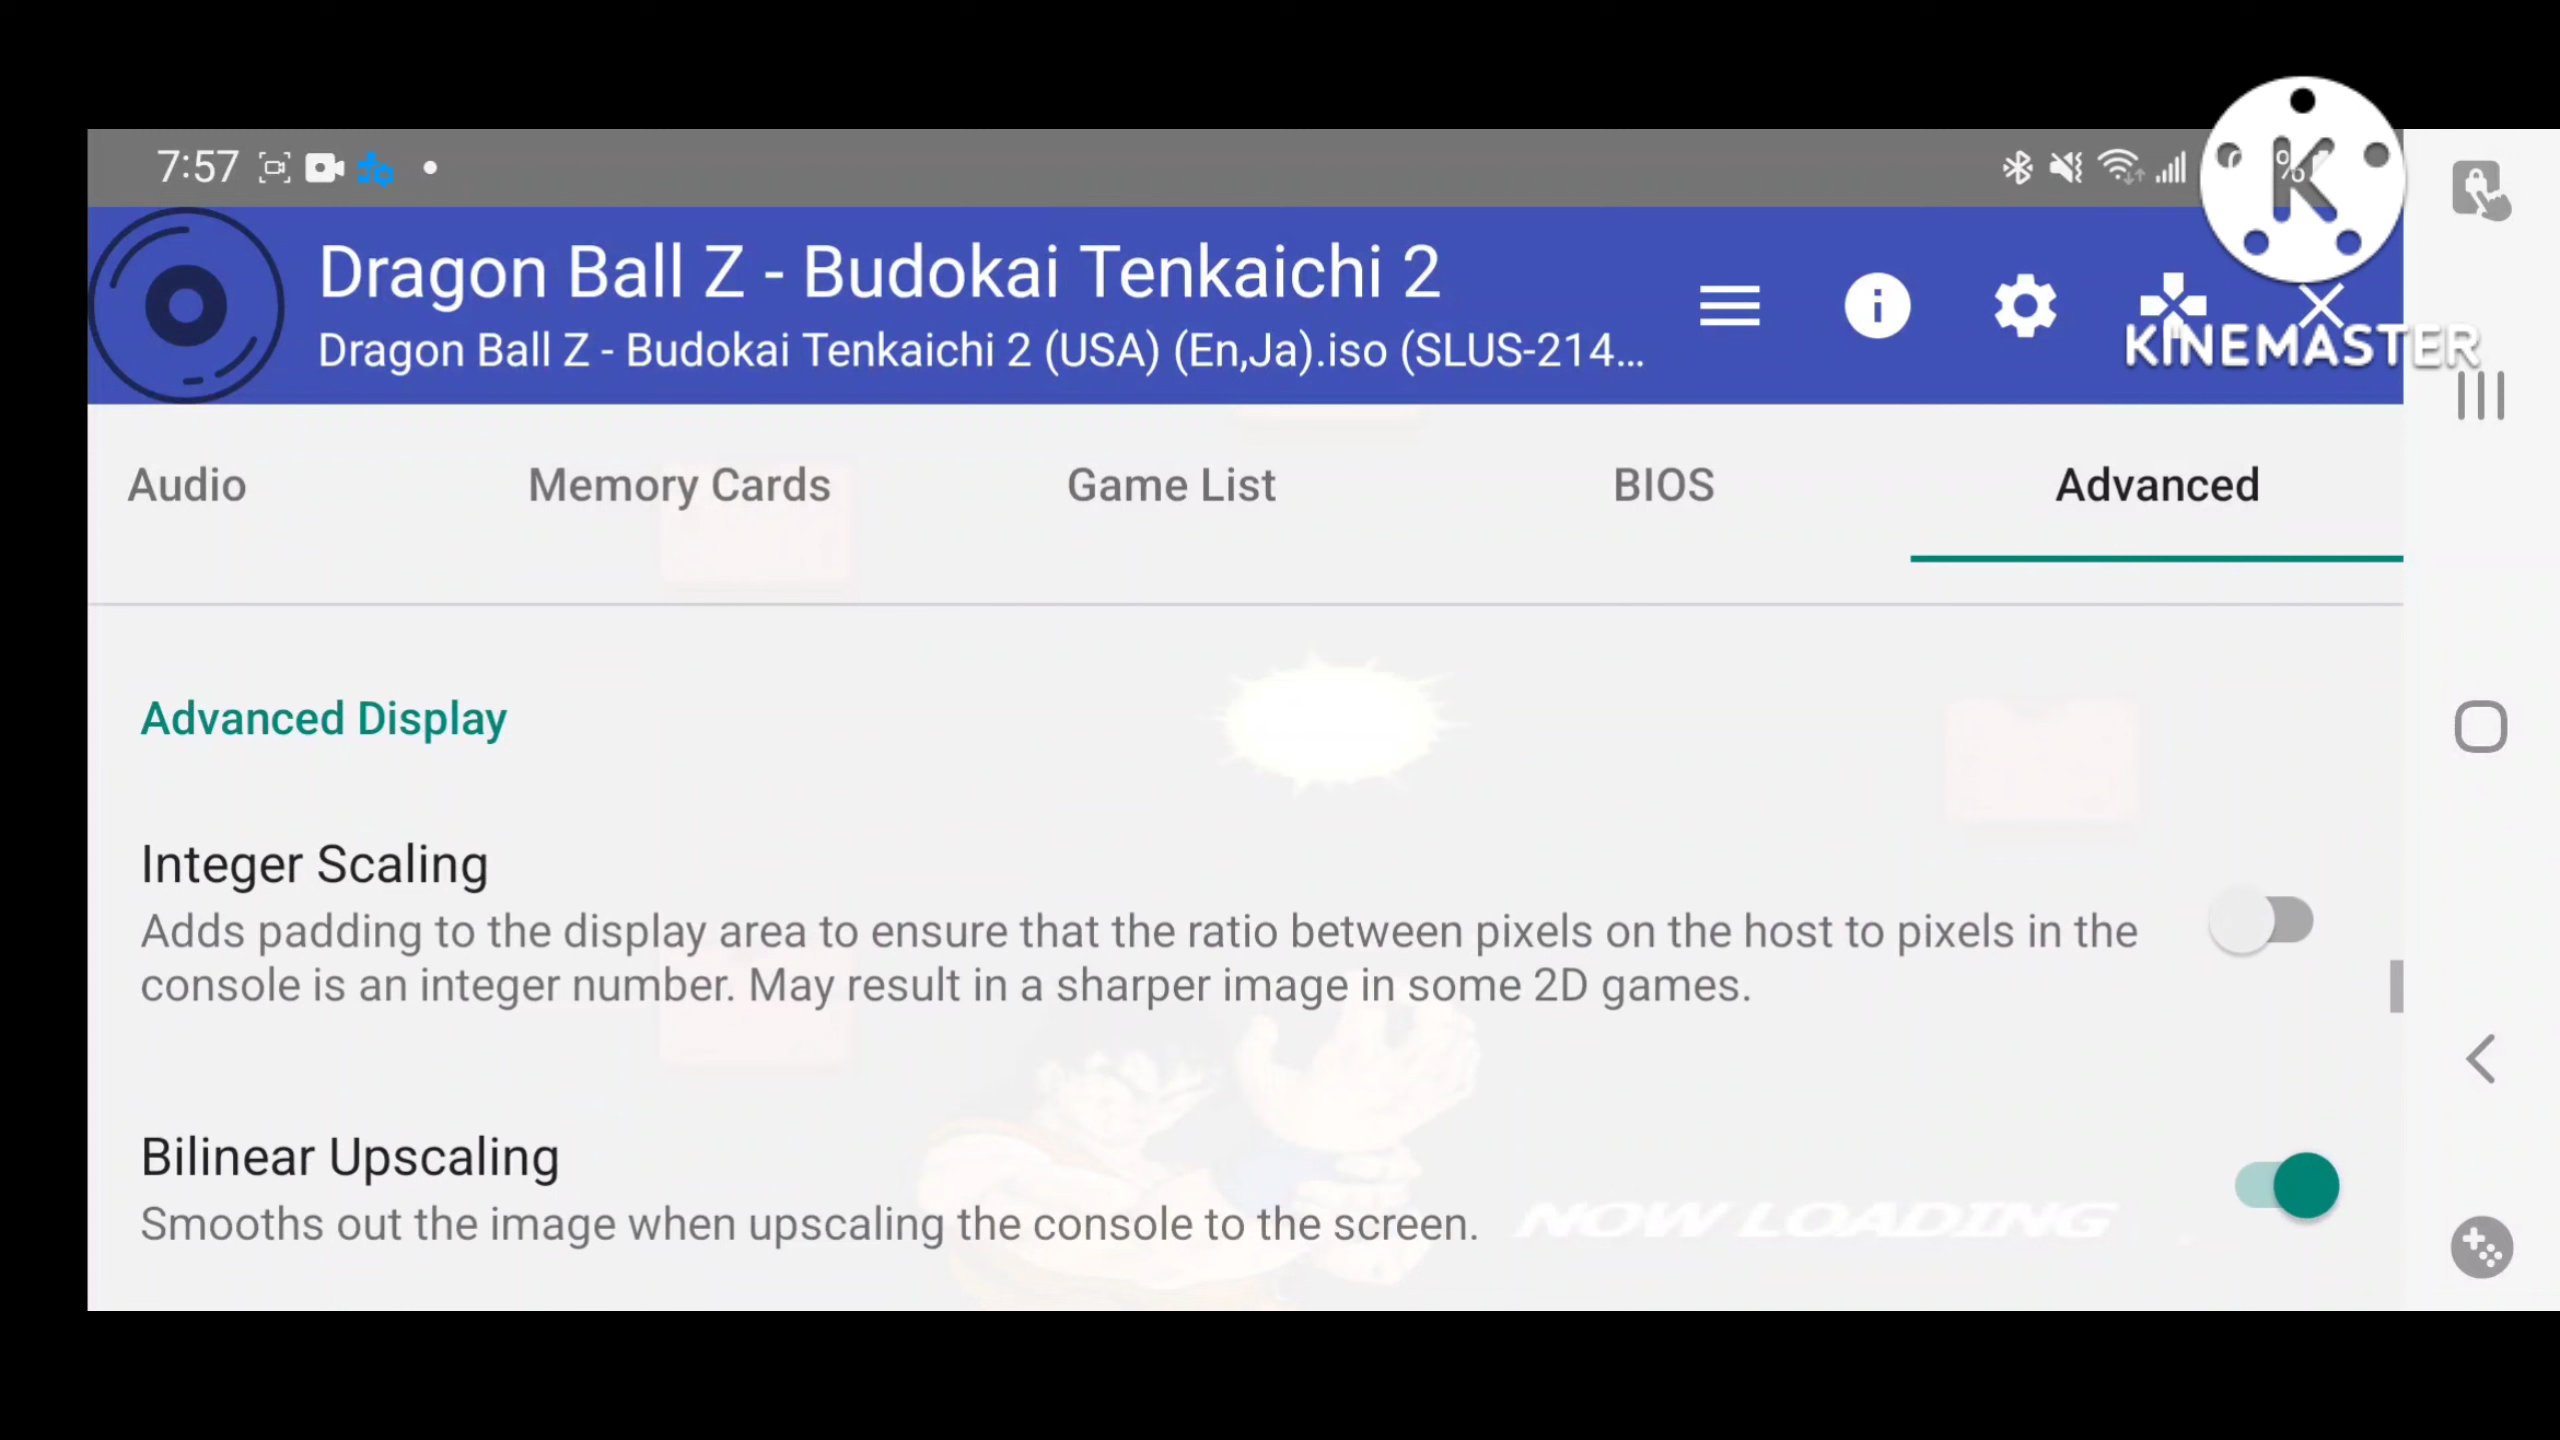 7:57
Dragon Ball Z - Budokai Tenkaichi 2
Dragon Ball Z - Budokai Tenkaichi 2 (USA) (En,Ja).iso (SLUS-214...
K
KINEMASTER
Audio
Memory Cards
Game List
BIOS
Advanced
Advanced Display
Integer Scaling
Adds padding to the display area to ensure that the ratio between pixels on the host to pixels in the
console is an integer number. May result in a sharper image in some 2D games.
Bilinear Upscaling
Smooths out the image when upscaling the console to the screen.
NOW LOADING